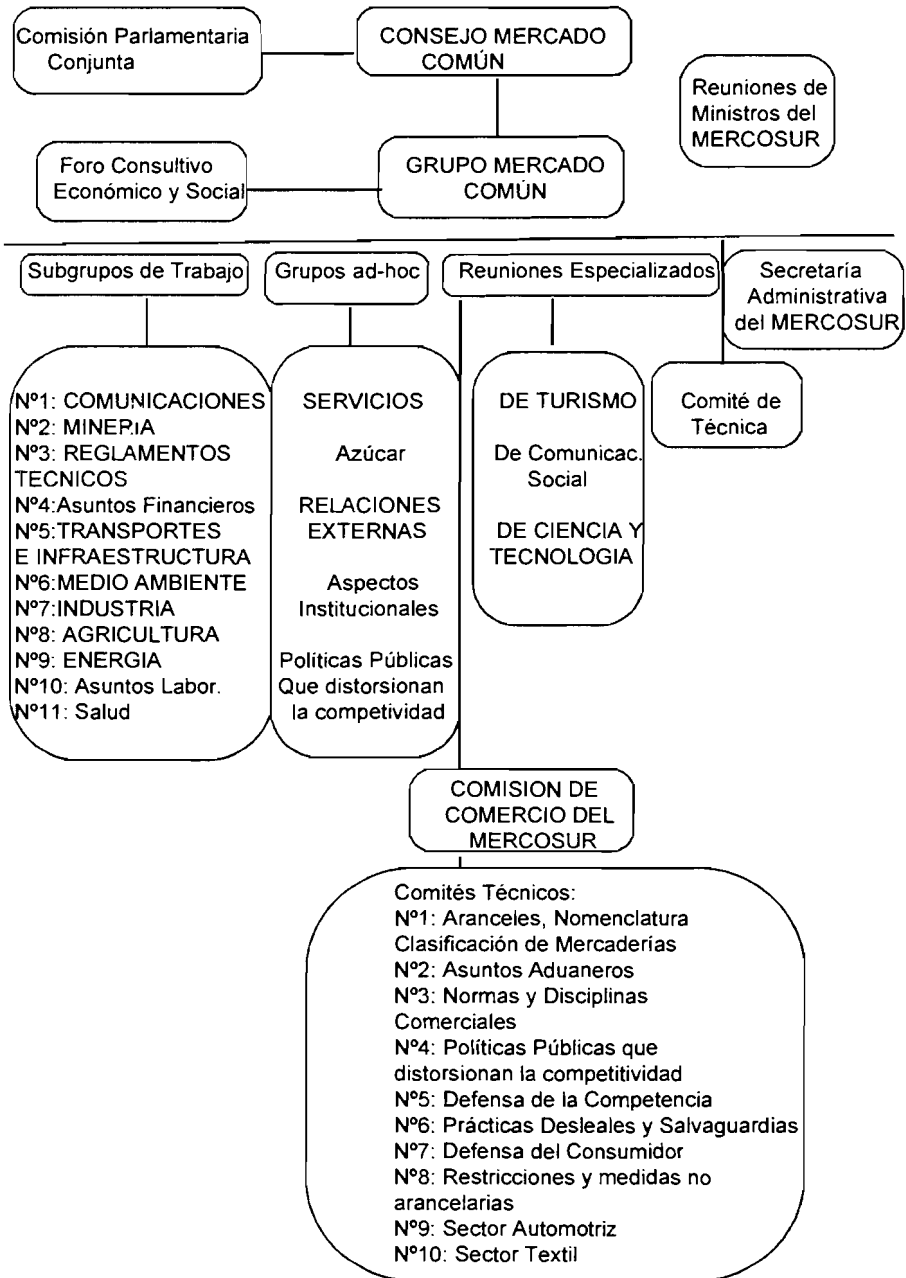 Comisión Parlamentaria
Conjunta
CONSEJO MERCADO
COMÚN
Reuniones de
Ministros del
MERCOSUR
Foro Consultivo
Económico y Social
GRUPO MERCADO
COMÚN
Subgrupos de Trabajo
Grupos ad-hoc
Reuniones Especializados
Secretaría
Administrativa
del MERCOSUR
Nº1: COMUNICACIONES
Nº2: MINERIA
Nº3: REGLAMENTOS
TECNICOS
Nº4:Asuntos Financieros
Nº5:TRANSPORTES
E INFRAESTRUCTURA
Nº6:MEDIO AMBIENTE
Nº7:INDUSTRIA
Nº8: AGRICULTURA
Nº9: ENERGIA
Nº10: Asuntos Labor.
Nº11: Salud
SERVICIOS
Azúcar
RELACIONES
EXTERNAS
Aspectos
Institucionales
Políticas Públicas
Que distorsionan
la competividad
DE TURISMO
De Comunicac.
Social
DE CIENCIA Y
TECNOLOGIA
Comité de
Técnica
COMISION DE
COMERCIO DEL
MERCOSUR
Comités Técnicos:
Nº1: Aranceles, Nomenclatura
Clasificación de Mercaderías
Nº2: Asuntos Aduaneros
Nº3: Normas y Disciplinas
Comerciales
Nº4: Políticas Públicas que
distorsionan la competitividad
Nº5: Defensa de la Competencia
Nº6: Prácticas Desleales y Salvaguardias
Nº7: Defensa del Consumidor
Nº8: Restricciones y medidas no
arancelarias
Nº9: Sector Automotriz
Nº10: Sector Textil